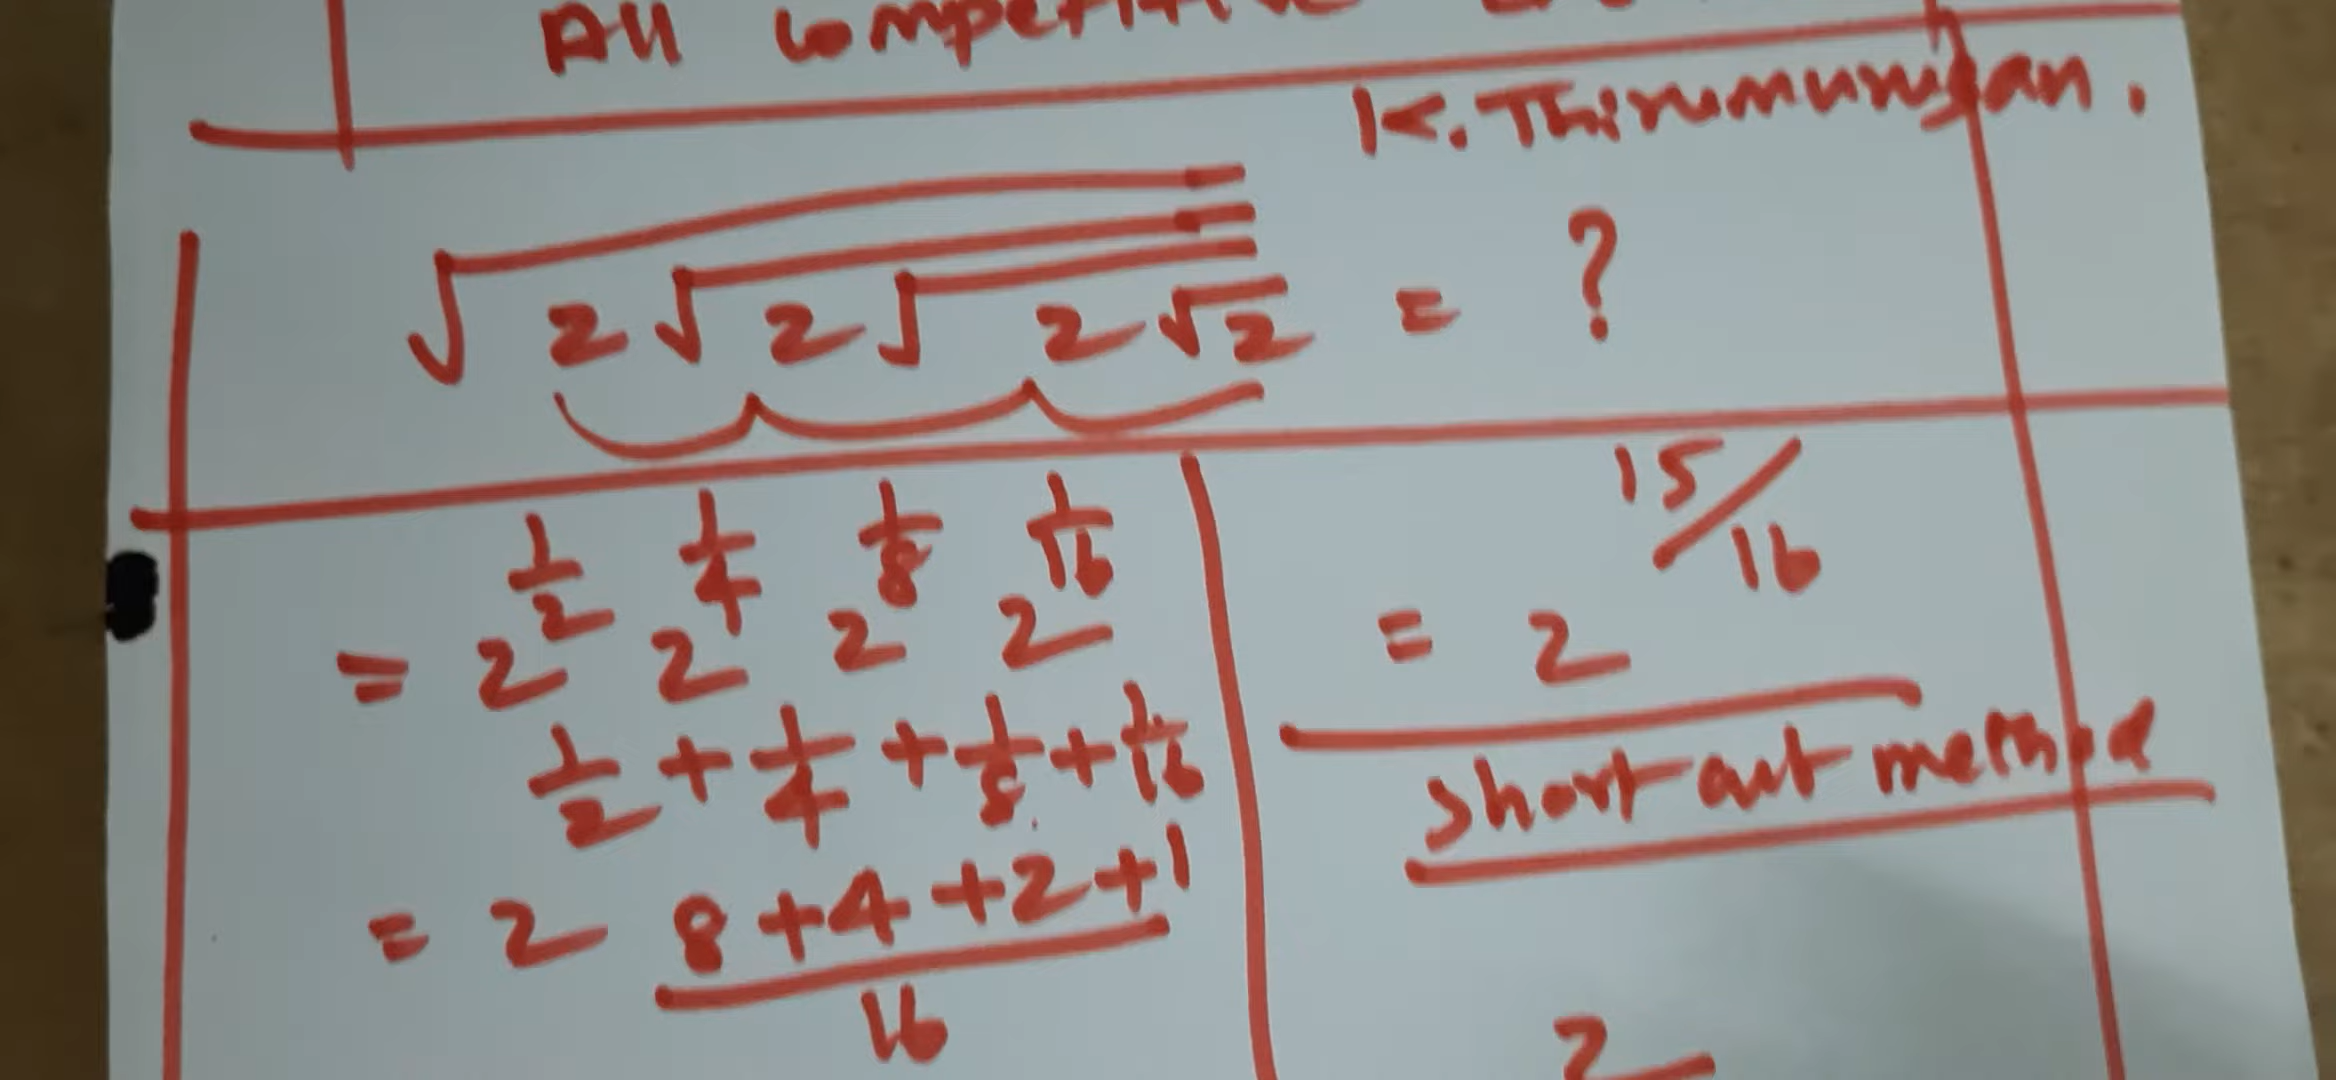 All competitive
K. Thirumurugan.
√2√2√2√2 = ?
= 2^1/2 2^1/4 2^1/8 2^1/16
1/2 + 1/4 + 1/8 + 1/16
= 2 8+4+2+1/16
= 2^15/16
Short cut method
2